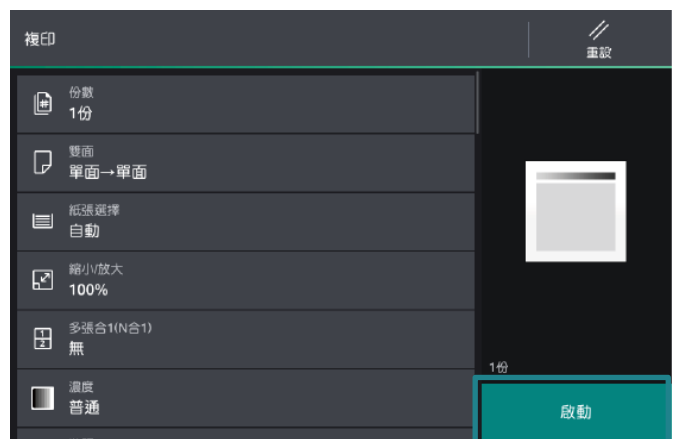 複印
重設
份數
1份
雙面
單面→單面
紙張選擇
自動
縮小/放大
100%
多張合1(N合1)
無
濃度
普通
1份
啟動